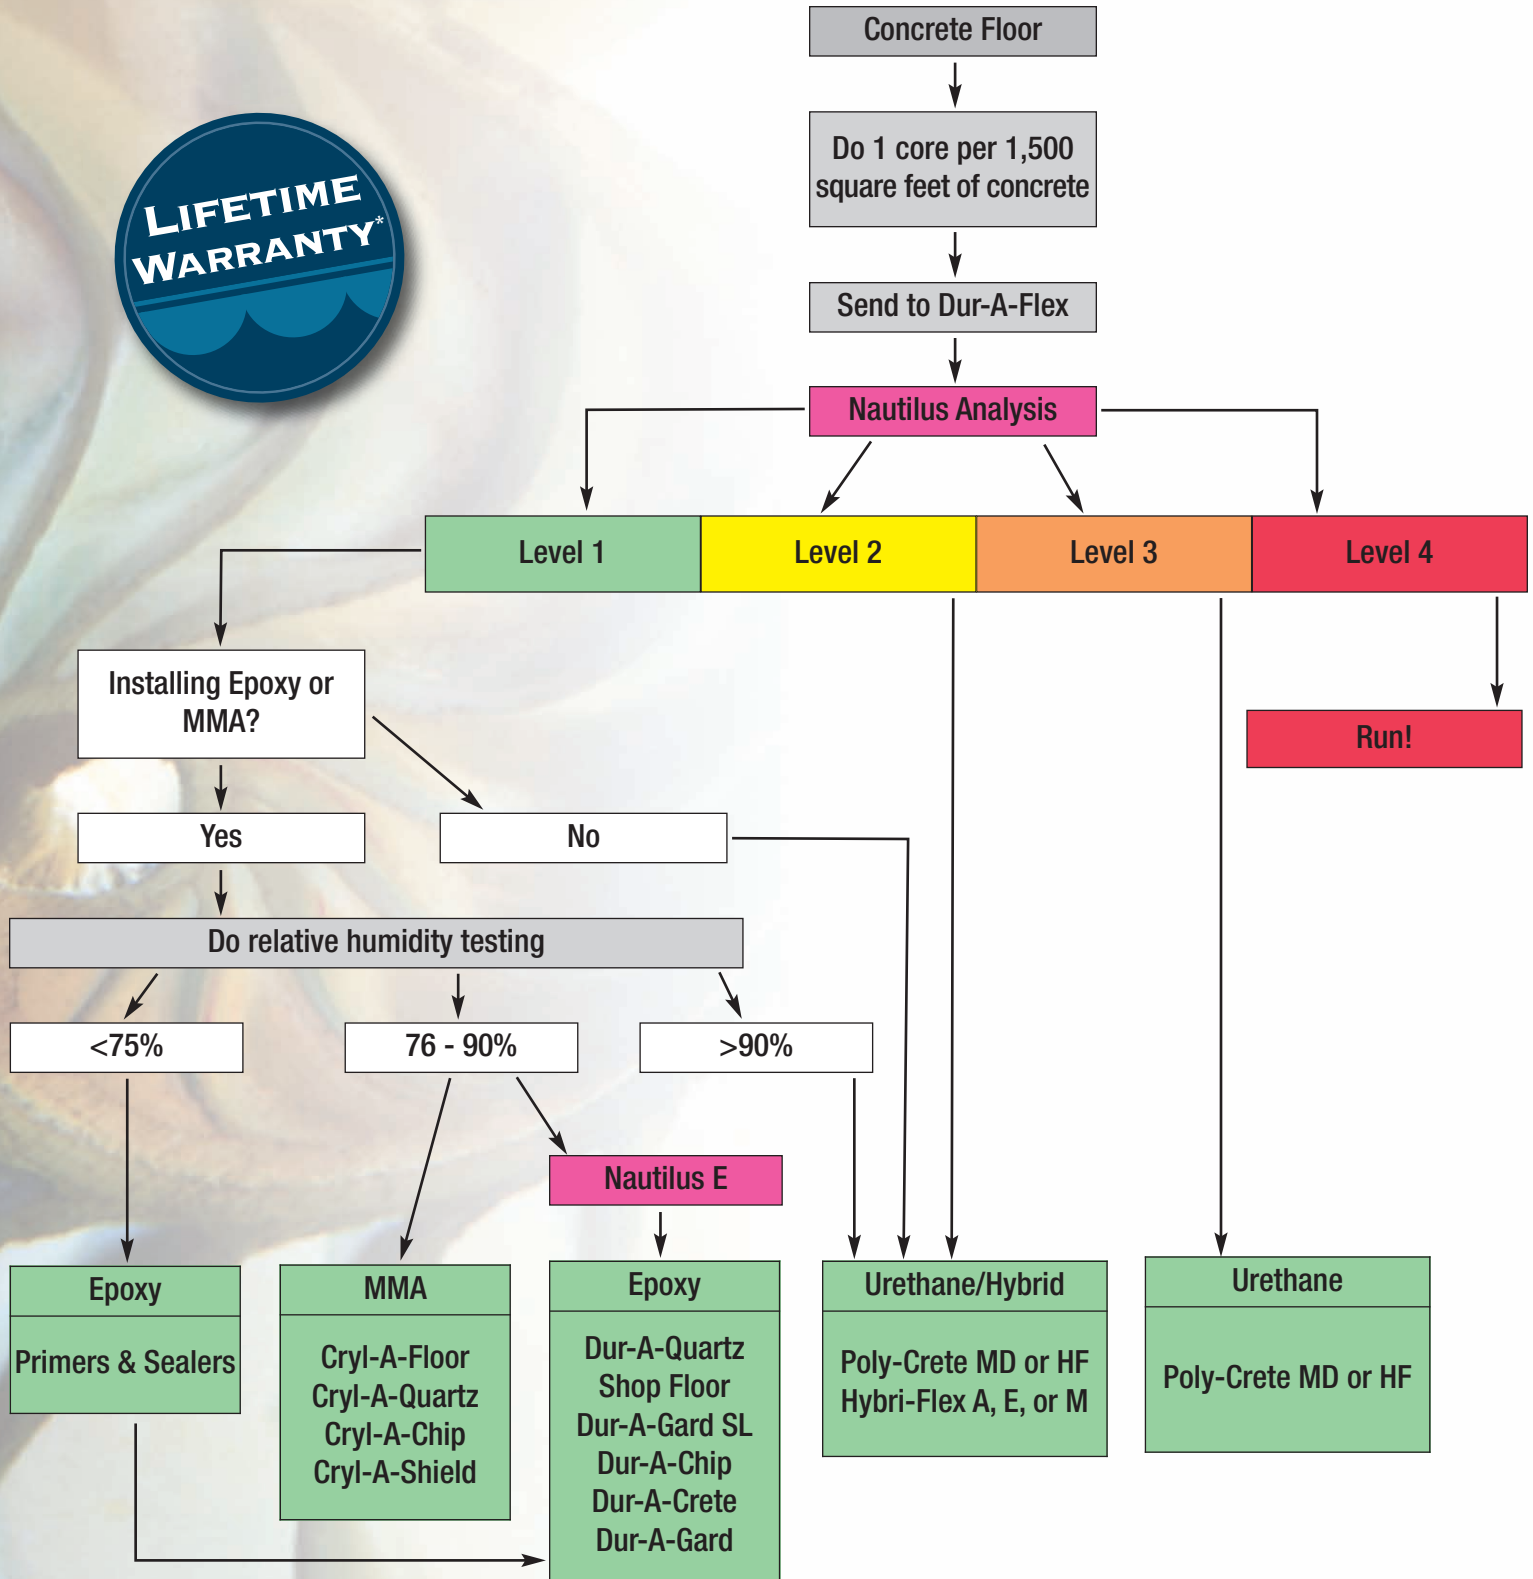 Concrete Floor
Do 1 core per 1,500
square feet of concrete
LIFETIME
WARRANTY*
Send to Dur-A-Flex
Nautilus Analysis
Level 1
Level 2
Level 3
Level 4
Installing Epoxy or
MMA?
Run!
Yes
No
Do relative humidity testing
<75%
76 - 90%
>90%
Nautilus E
Epoxy
Primers & Sealers
MMA
Cryl-A-Floor
Cryl-A-Quartz
Cryl-A-Chip
Cryl-A-Shield
Epoxy
Dur-A-Quartz
Shop Floor
Dur-A-Gard SL
Dur-A-Chip
Dur-A-Crete
Dur-A-Gard
Urethane/Hybrid
Poly-Crete MD or HF
Hybri-Flex A, E, or M
Urethane
Poly-Crete MD or HF